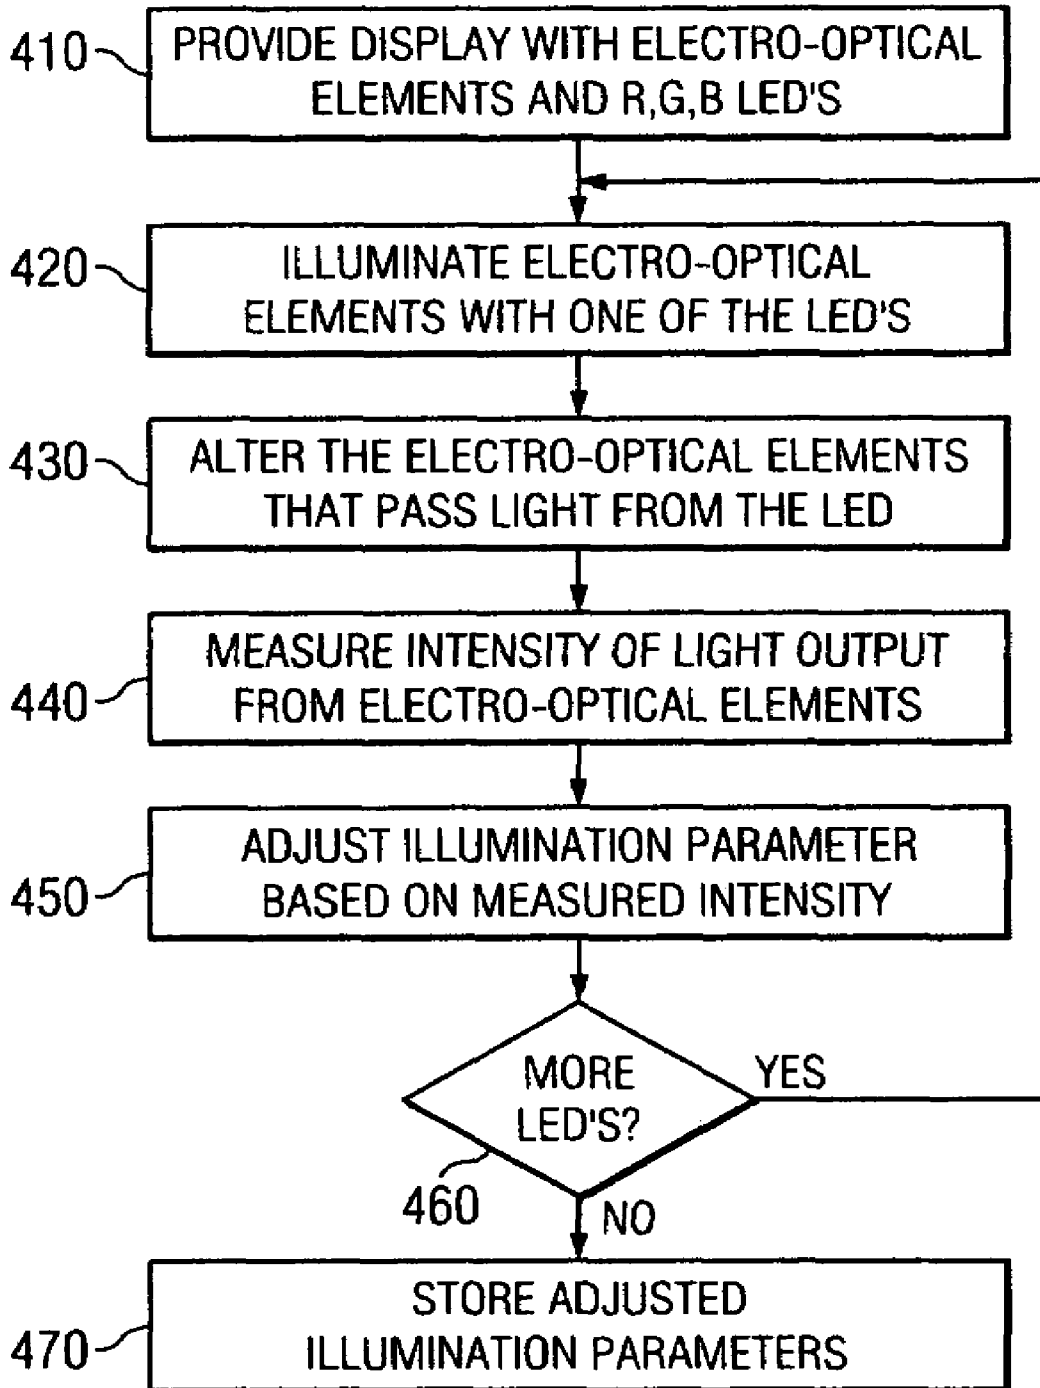 410
PROVIDE DISPLAY WITH ELECTRO-OPTICAL
ELEMENTS AND R,G,B LED'S
420
ILLUMINATE ELECTRO-OPTICAL
ELEMENTS WITH ONE OF THE LED'S
430
ALTER THE ELECTRO-OPTICAL ELEMENTS
THAT PASS LIGHT FROM THE LED
440
MEASURE INTENSITY OF LIGHT OUTPUT
FROM ELECTRO-OPTICAL ELEMENTS
450
ADJUST ILLUMINATION PARAMETER
BASED ON MEASURED INTENSITY
MORE
LED'S?
YES
460
NO
470
STORE ADJUSTED
ILLUMINATION PARAMETERS